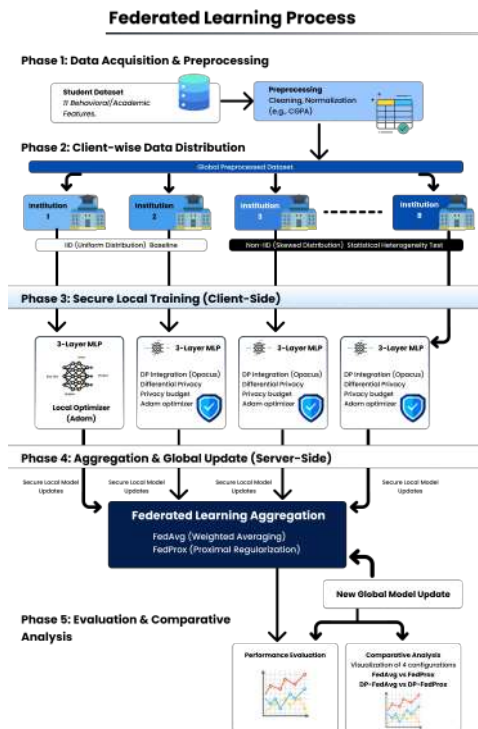 Federated Learning Process
Phase 1: Data Acquisition & Preprocessing
Student Dataset
11 Behavioral/Academic
Features.
Preprocessing
Cleaning, Normalization
(e.g., CGPA)
Phase 2: Client-wise Data Distribution
Global Preprocessed Dataset
Institution
1
Institution
2
Institution
3
Institution
IID (Uniform Distribution) Baseline
Non-IID (Skewed Distribution) Statistical Heterogeneity Test
Phase 3: Secure Local Training (Client-Side)
3-Layer MLP
Local Optimizer
(Adam)
3-Layer MLP
DP Integration (Opacus)
Differential Privacy
Privacy budget
Adam optimizer
3-Layer MLP
DP Integration (Opacus)
Differential Privacy
Privacy budget
Adam optimizer
3-Layer MLP
DP Integration (Opacus)
Differential Privacy
Privacy budget
Adam optimizer
Phase 4: Aggregation & Global Update (Server-Side)
Secure Local Model
Updates
Secure Local Model
Updates
Secure Local Model
Updates
Secure Local Model
Updates
Federated Learning Aggregation
FedAvg (Weighted Averaging)
FedProx (Proximal Regularization)
New Global Model Update
Phase 5: Evaluation & Comparative
Analysis
Performance Evaluation
Comparative Analysis
Visualization of 4 configurations
FedAvg vs FedProx
DP-FedAvg vs DP-FedProx